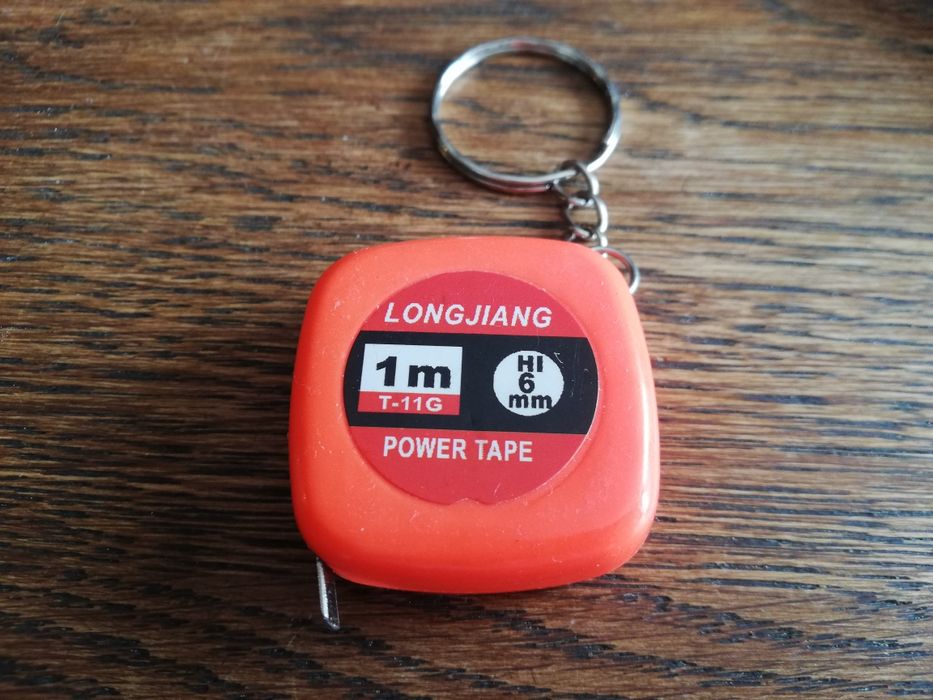 LONGJIANG
1m
T-11G
HI
6
mm
POWER TAPE